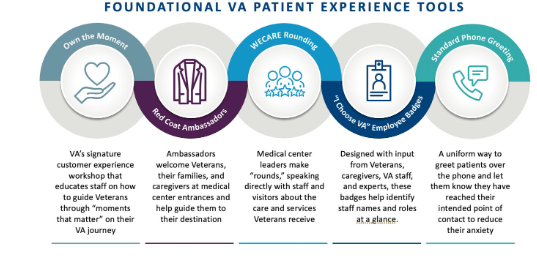 FOUNDATIONAL VA PATIENT EXPERIENCE TOOLS
Own the Moment
VA's signature
customer experience
workshop that
educates staff on how
to guide Veterans
through "moments
that matter" on their
VA journey
Red Coat Ambassadors
Ambassadors
welcome Veterans,
their families, and
caregivers at medical
center entrances and
help guide them to
their destination
WECARE Rounding
Medical center
leaders make
"rounds," speaking
directly with staff and
visitors about the
care and services
Veterans receive
"I Choose VA" Employee Badges
Designed with input
from Veterans,
caregivers, VA staff,
and experts, these
badges help identify
staff names and roles
at a glance.
Standard Phone Greeting
A uniform way to
greet patients over
the phone and let
them know they have
reached their
intended point of
contact to reduce
their anxiety